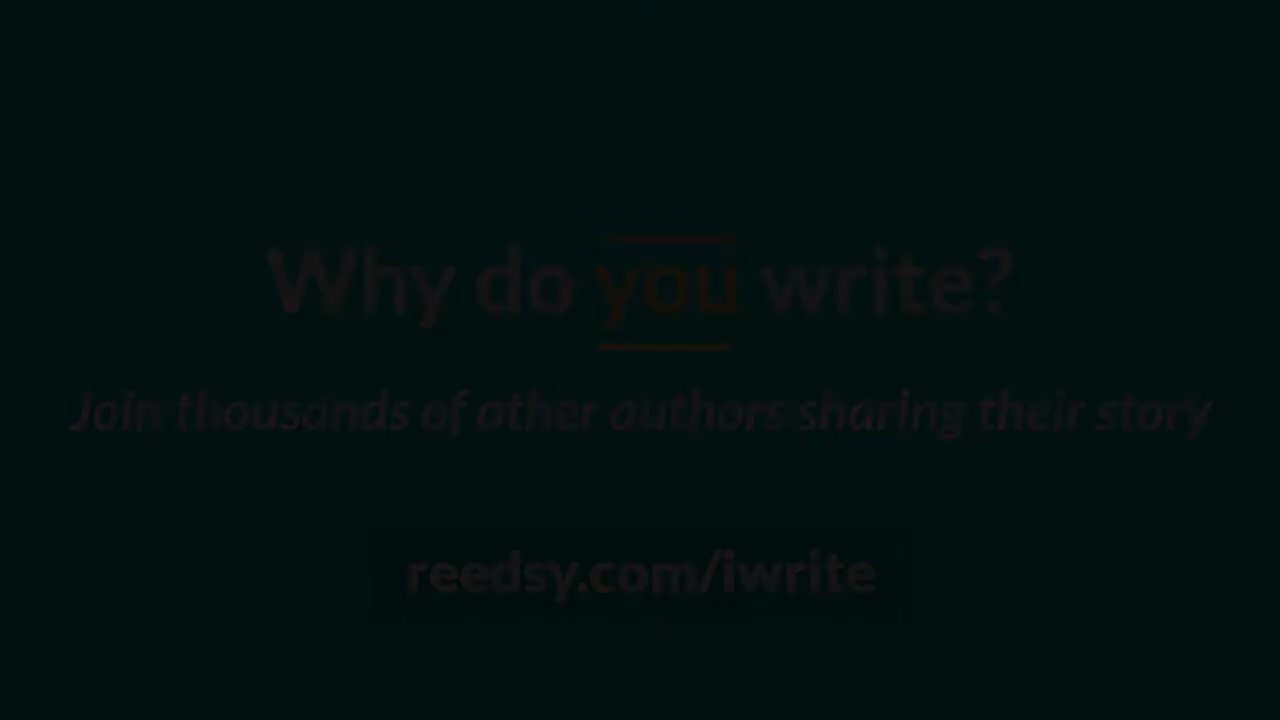 Why do you write?
Join thousands of other authors sharing their story
reedsy.com/iwrite